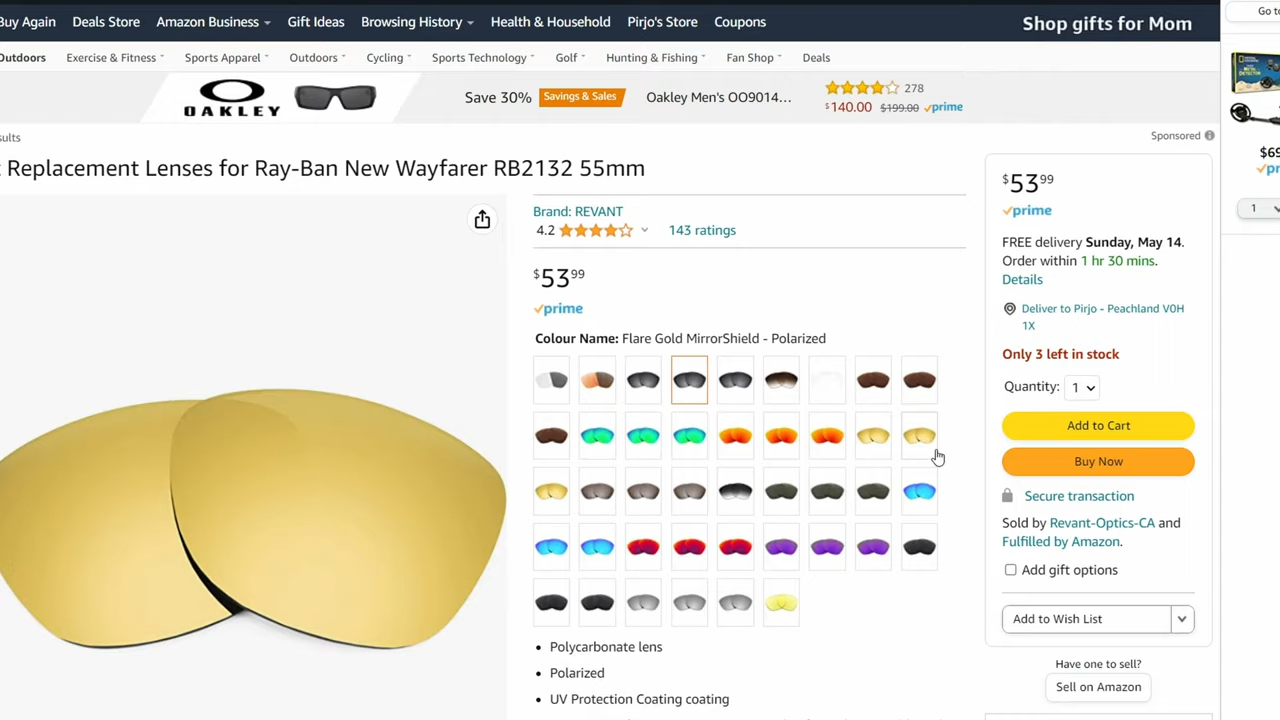 Buy Again Deals Store Amazon Business Gift Ideas Browsing History Health & Household Pirjo's Store Coupons Shop gifts for Mom
Go to
Outdoors Exercise & Fitness Sports Apparel Outdoors Cycling Sports Technology Golf Hunting & Fishing Fan Shop Deals
OAKLEY Save 30% Savings & Sales Oakley Men's OO9014... 278
$140.00 $199.00 prime
Sponsored
Replacement Lenses for Ray-Ban New Wayfarer RB2132 55mm
Brand: REVANT
4.2 143 ratings
$53.99
prime
Colour Name: Flare Gold MirrorShield - Polarized
• Polycarbonate lens
• Polarized
• UV Protection Coating coating
$53.99
prime
FREE delivery Sunday, May 14.
Order within 1 hr 30 mins.
Details
Deliver to Pirjo - Peachland V0H
1X
Only 3 left in stock
Quantity: 1
Add to Cart
Buy Now
Secure transaction
Sold by Revant-Optics-CA and
Fulfilled by Amazon.
Add gift options
Add to Wish List
Have one to sell?
Sell on Amazon
1